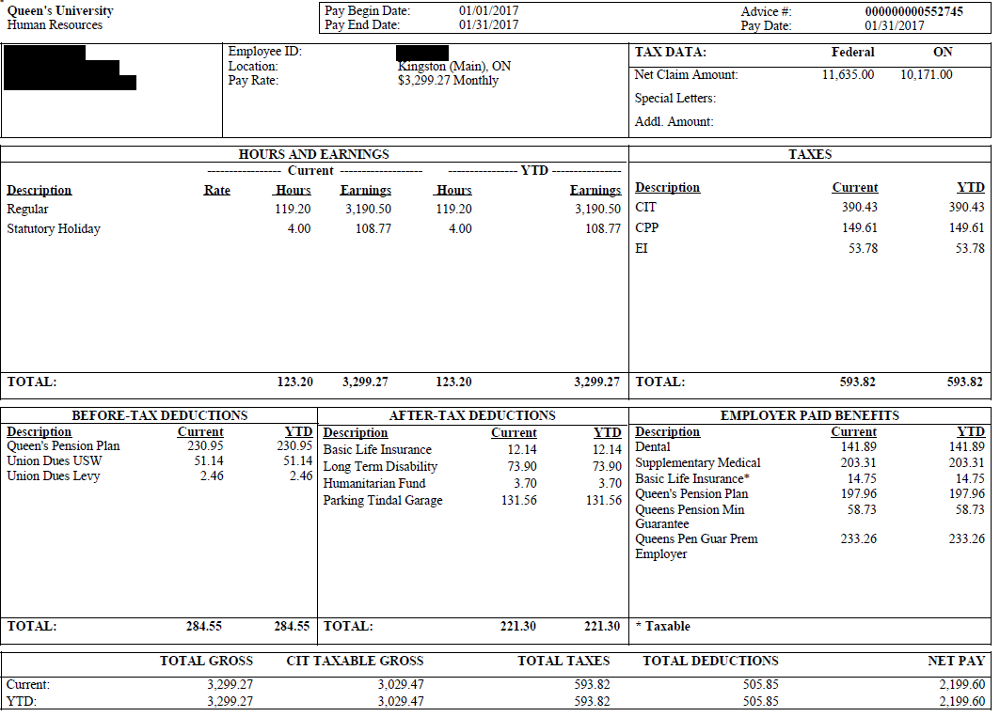 Queen's University
Human Resources
Pay Begin Date: 01/01/2017
Pay End Date: 01/31/2017
Advice #: 000000000552745
Pay Date: 01/31/2017
Employee ID:
Location: Kingston (Main), ON
Pay Rate: $3,299.27 Monthly
TAX DATA: Federal ON
Net Claim Amount: 11,635.00 10,171.00
Special Letters:
Addl. Amount:
HOURS AND EARNINGS
----------------- Current ------------------- ---------------- YTD ----------------
Description Rate Hours Earnings Hours Earnings
Regular 119.20 3,190.50 119.20 3,190.50
Statutory Holiday 4.00 108.77 4.00 108.77
TOTAL: 123.20 3,299.27 123.20 3,299.27
TAXES
Description Current YTD
CIT 390.43 390.43
CPP 149.61 149.61
EI 53.78 53.78
TOTAL: 593.82 593.82
BEFORE-TAX DEDUCTIONS
Description Current YTD
Queen's Pension Plan 230.95 230.95
Union Dues USW 51.14 51.14
Union Dues Levy 2.46 2.46
TOTAL: 284.55 284.55
AFTER-TAX DEDUCTIONS
Description Current YTD
Basic Life Insurance 12.14 12.14
Long Term Disability 73.90 73.90
Humanitarian Fund 3.70 3.70
Parking Tindal Garage 131.56 131.56
TOTAL: 221.30 221.30
EMPLOYER PAID BENEFITS
Description Current YTD
Dental 141.89 141.89
Supplementary Medical 203.31 203.31
Basic Life Insurance* 14.75 14.75
Queen's Pension Plan 197.96 197.96
Queens Pension Min 58.73 58.73
Guarantee
Queens Pen Guar Prem 233.26 233.26
Employer
* Taxable
TOTAL GROSS CIT TAXABLE GROSS TOTAL TAXES TOTAL DEDUCTIONS NET PAY
Current: 3,299.27 3,029.47 593.82 505.85 2,199.60
YTD: 3,299.27 3,029.47 593.82 505.85 2,199.60